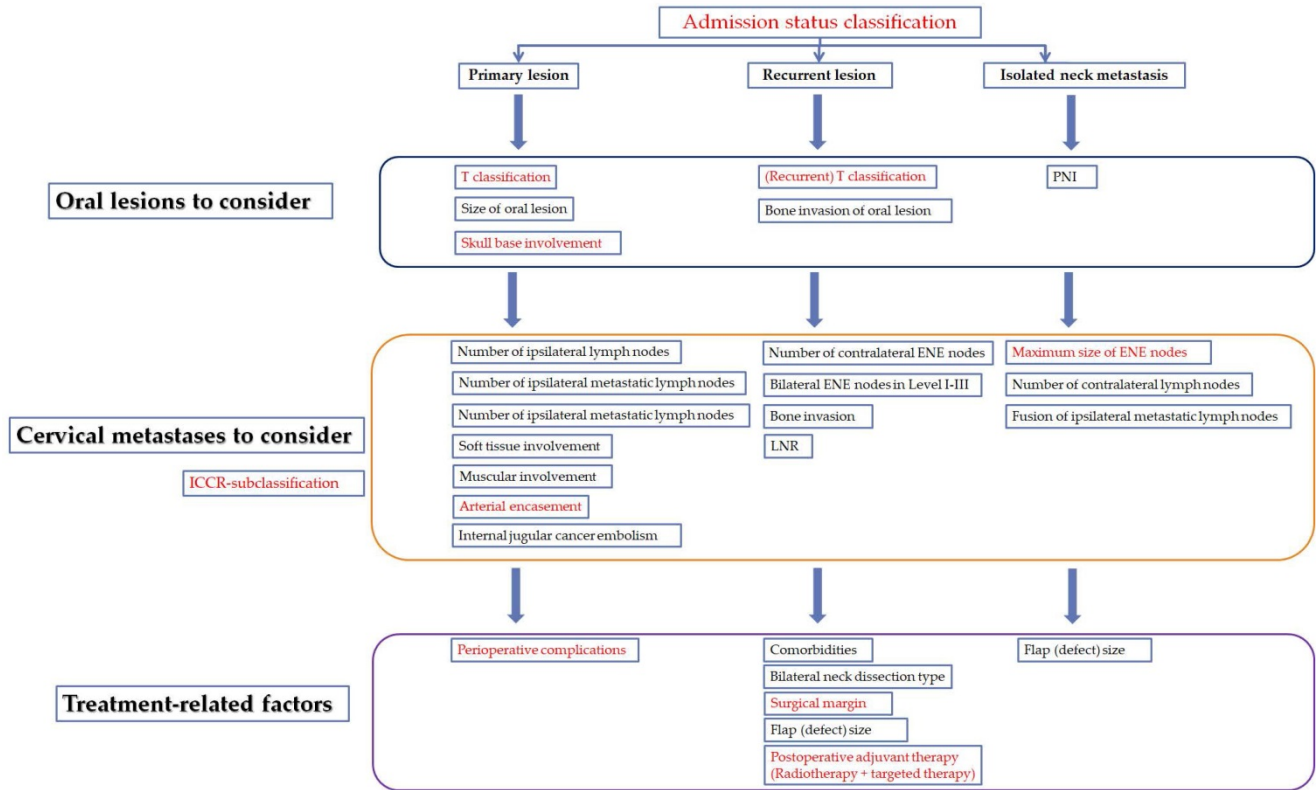 Admission status classification
Primary lesion
Recurrent lesion
Isolated neck metastasis
Oral lesions to consider
T classification
Size of oral lesion
Skull base involvement
(Recurrent) T classification
Bone invasion of oral lesion
PNI
Cervical metastases to consider
ICCR-subclassification
Number of ipsilateral lymph nodes
Number of ipsilateral metastatic lymph nodes
Number of ipsilateral metastatic lymph nodes
Soft tissue involvement
Muscular involvement
Arterial encasement
Internal jugular cancer embolism
Number of contralateral ENE nodes
Bilateral ENE nodes in Level I-III
Bone invasion
LNR
Maximum size of ENE nodes
Number of contralateral lymph nodes
Fusion of ipsilateral metastatic lymph nodes
Treatment-related factors
Perioperative complications
Comorbidities
Bilateral neck dissection type
Surgical margin
Flap (defect) size
Postoperative adjuvant therapy
(Radiotherapy + targeted therapy)
Flap (defect) size